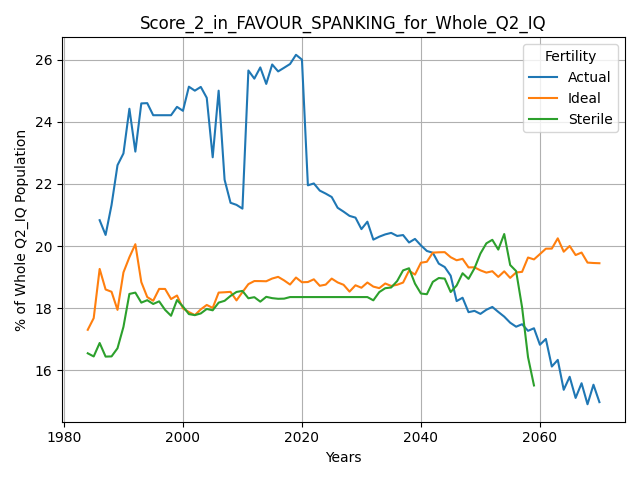 Score_2_in_FAVOUR_SPANKING_for_Whole_Q2_IQ
% of Whole Q2_IQ Population
26
24
22
20
18
16
Fertility
Actual
Ideal
Sterile
1980
2000
2020
2040
2060
Years